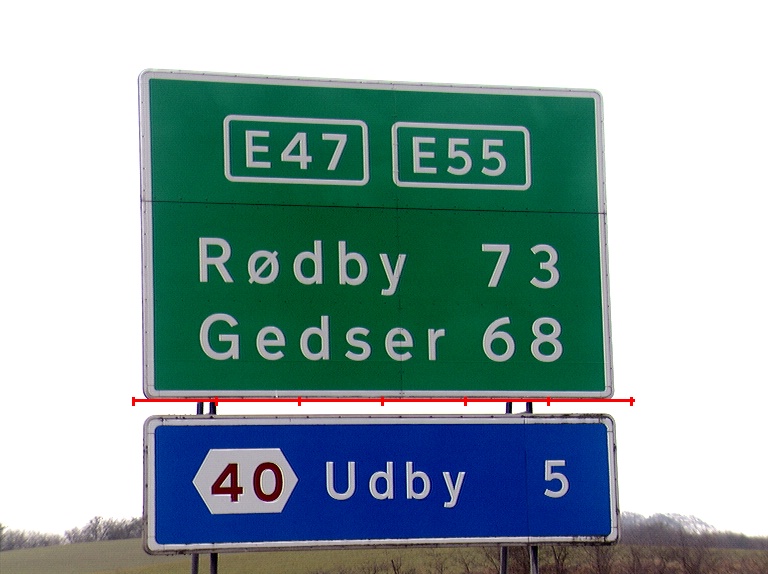 E47 E55
Rødby 73
Gedser 68
40 Udby 5